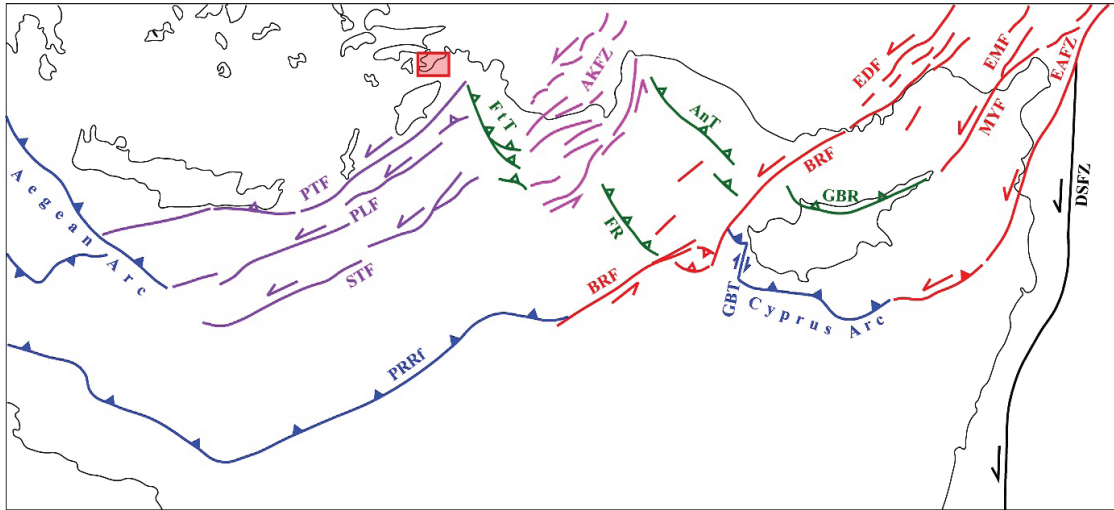 AKFZ
EDF
EMF
EAFZ
FtT
AnT
MYF
PTF
BRF
GBR
DSFZ
Aegean Arc
PLF
FR
STF
BRF
GBT
Cyprus Arc
PRRf